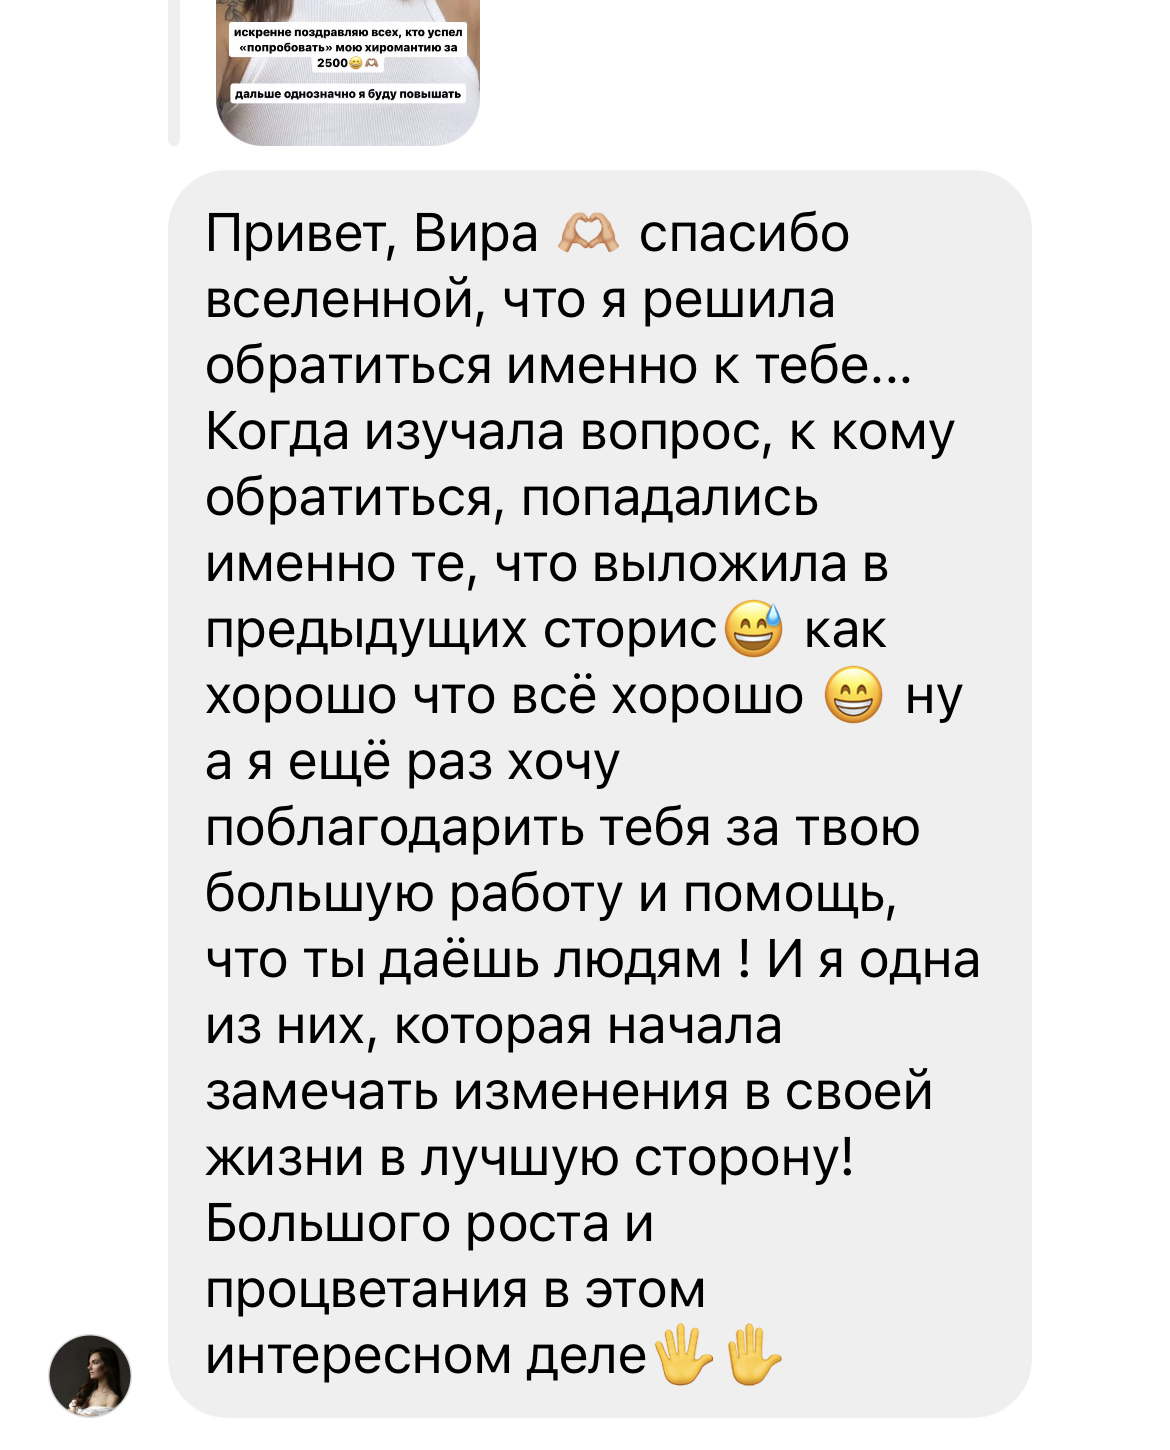 искренне поздравляю всех, кто успел
«попробовать» мою хиромантию за
2500😄🫶🏼
дальше однозначно я буду повышать
Привет, Вира 🫶🏼 спасибо
вселенной, что я решила
обратиться именно к тебе...
Когда изучала вопрос, к кому
обратиться, попадались
именно те, что выложила в
предыдущих сторис😅 как
хорошо что всё хорошо 😁 ну
а я ещё раз хочу
поблагодарить тебя за твою
большую работу и помощь,
что ты даёшь людям ! И я одна
из них, которая начала
замечать изменения в своей
жизни в лучшую сторону!
Большого роста и
процветания в этом
интересном деле🖐️✋